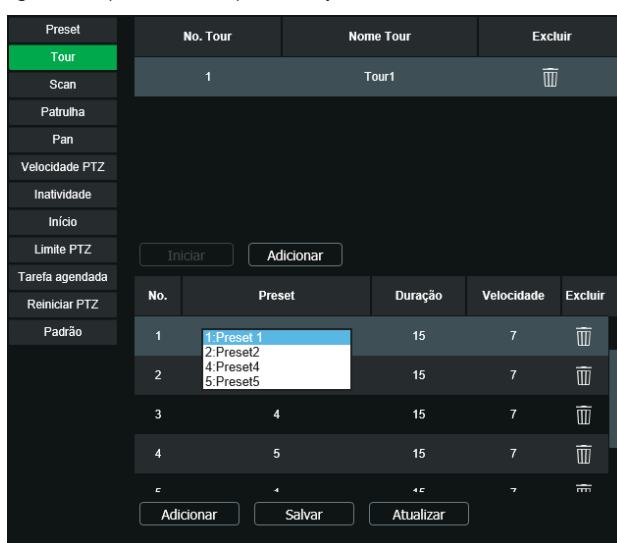 Preset
Tour
Scan
Patrulha
Pan
Velocidade PTZ
Inatividade
Início
Limite PTZ
Tarefa agendada
Reiniciar PTZ
Padrão
No. Tour Nome Tour Excluir
1 Tour1
Iniciar Adicionar
No. Preset Duração Velocidade Excluir
1 1:Preset 1 15 7
2:Preset2
4:Preset4
5:Preset5
2 15 7
3 4 15 7
4 5 15 7
Adicionar Salvar Atualizar